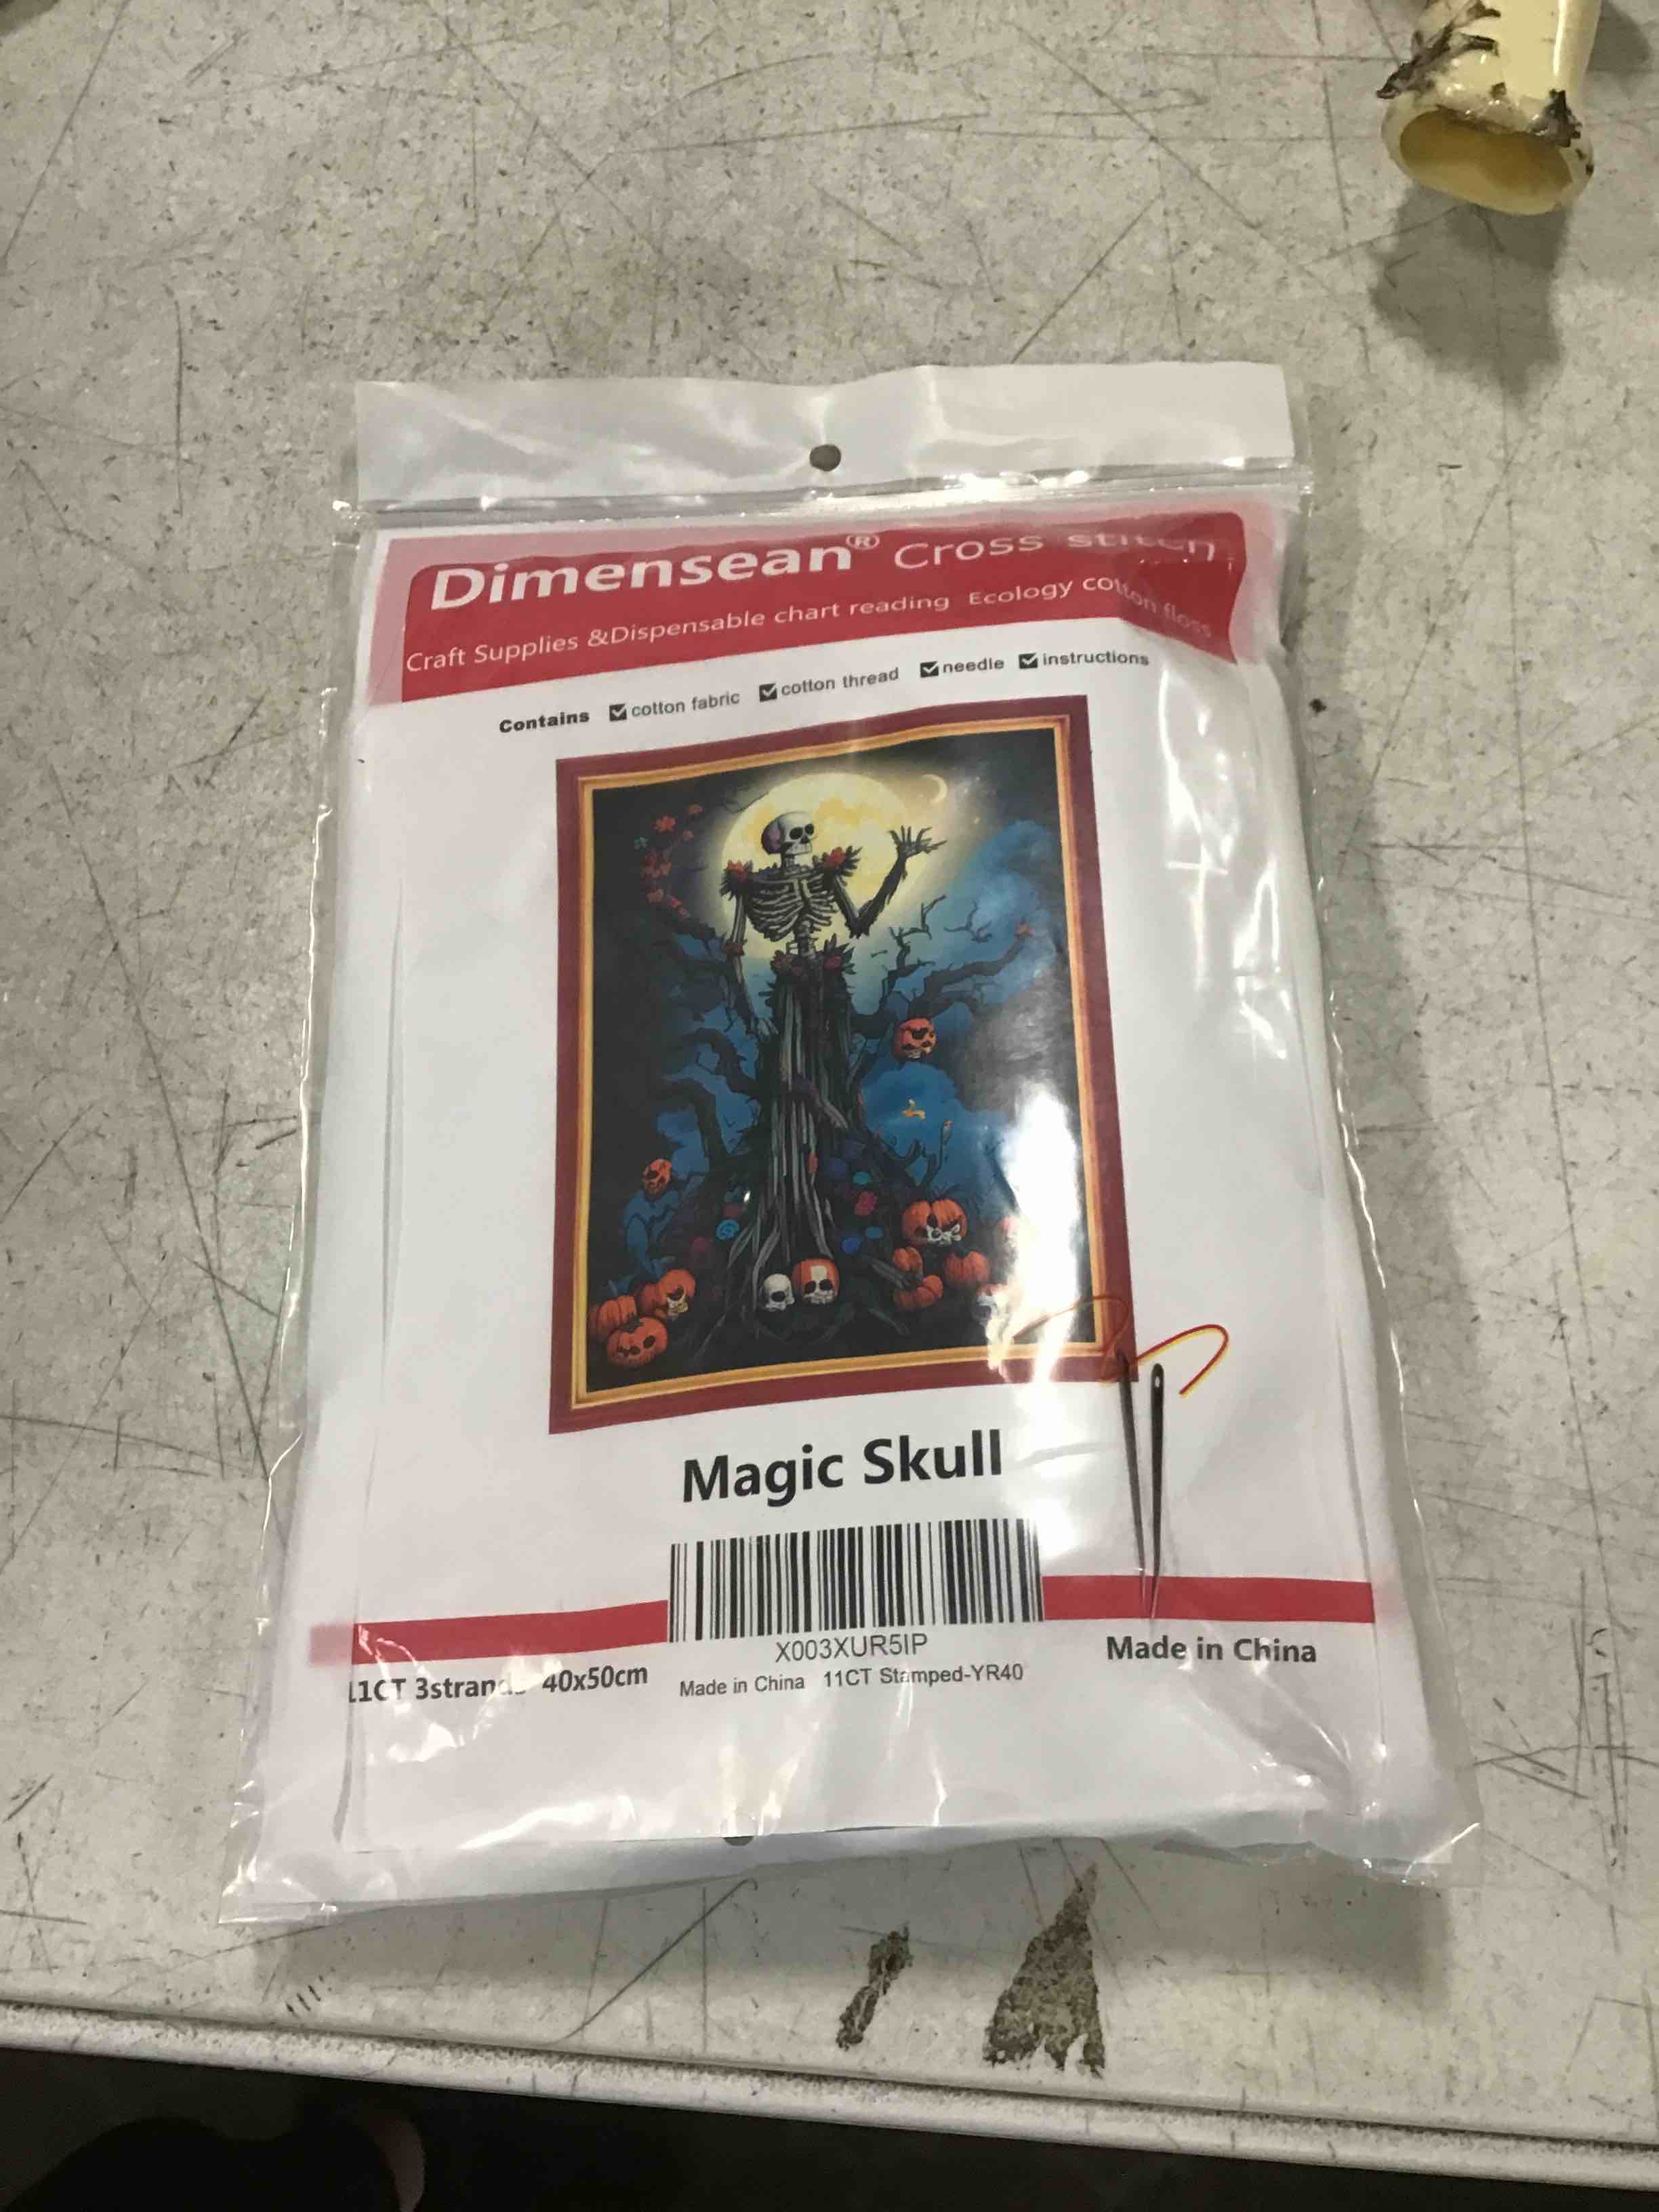 Dimensean® Cross stitch
Craft Supplies &Dispensable chart reading Ecology cotton floss
Contains cotton fabric cotton thread needle instructions
Magic Skull
X003XUR5IP
Made in China 11CT Stamped-YR40
11CT 3strands 40x50cm
Made in China